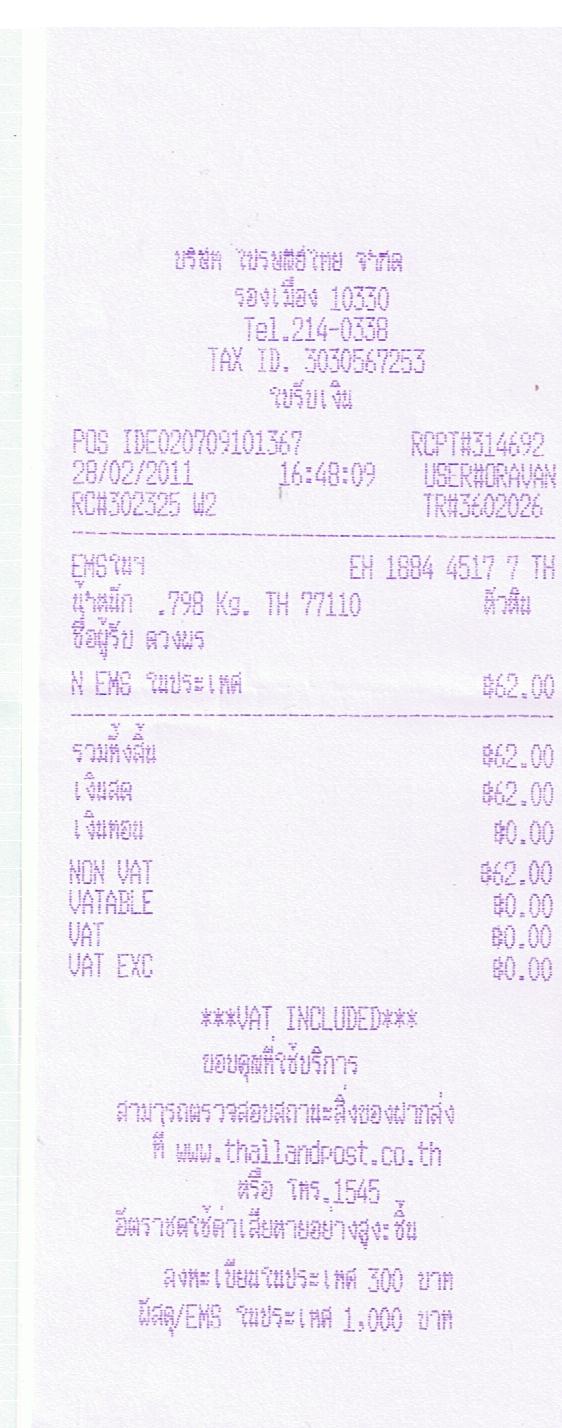 บริษัท ไปรษณีย์ไทย จำกัด
รองเมือง 10330
Tel.214-0338
TAX ID. 3030567253
ใบรับเงิน
POS IDE020709101367 RCPT#314692
28/02/2011 16:48:09 USER#ORAVAN
RC#302325 W2 TR#3602026
EMSในฯ EH 1884 4517 7 TH
น้ำหนัก .798 Kg. TH 77110 หัวหิน
ชื่อผู้รับ ดวงพร
N EMS ในประเทศ ฿62.00
รวมทั้งสิ้น ฿62.00
เงินสด ฿62.00
เงินทอน ฿0.00
NON VAT ฿62.00
VATABLE ฿0.00
VAT ฿0.00
VAT EXC ฿0.00
***VAT INCLUDED***
ขอบคุณที่ใช้บริการ
สามารถตรวจสอบสถานะสิ่งของฝากส่ง
ที่ www.thailandpost.co.th
หรือ โทร.1545
อัตราชดใช้ค่าเสียหายอย่างสูง:ชิ้น
ลงทะเบียนในประเทศ 300 บาท
พัสดุ/EMS ในประเทศ 1,000 บาท